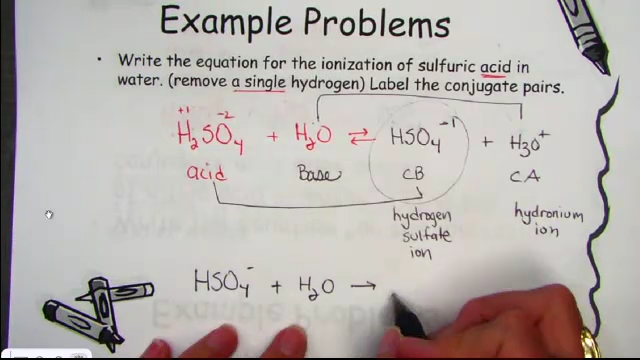 Example Problems
• Write the equation for the ionization of sulfuric acid in
water. (remove a single hydrogen) Label the conjugate pairs.
+1 -2 -1
H₂SO₄ + H₂O ⇄ HSO₄ + H₃O⁺
acid Base CB CA
hydrogen hydronium
sulfate ion
ion
HSO₄⁻ + H₂O →